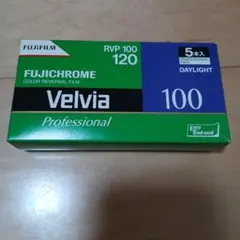 FUJIFILM
RVP 100
120
5本入
FUJICHROME
COLOR REVERSAL FILM
DAYLIGHT
Velvia
100
Professional